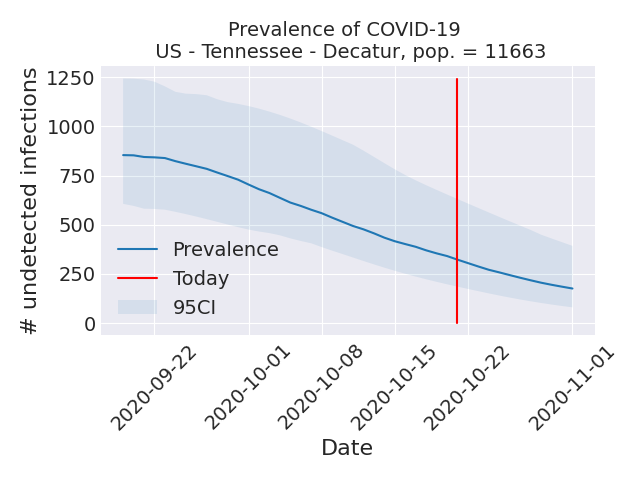 Prevalence of COVID-19
US - Tennessee - Decatur, pop. = 11663
# undetected infections
1250
1000
750
500
250
0
Prevalence
Today
95CI
2020-09-22
2020-10-01
2020-10-08
2020-10-15
2020-10-22
2020-11-01
Date